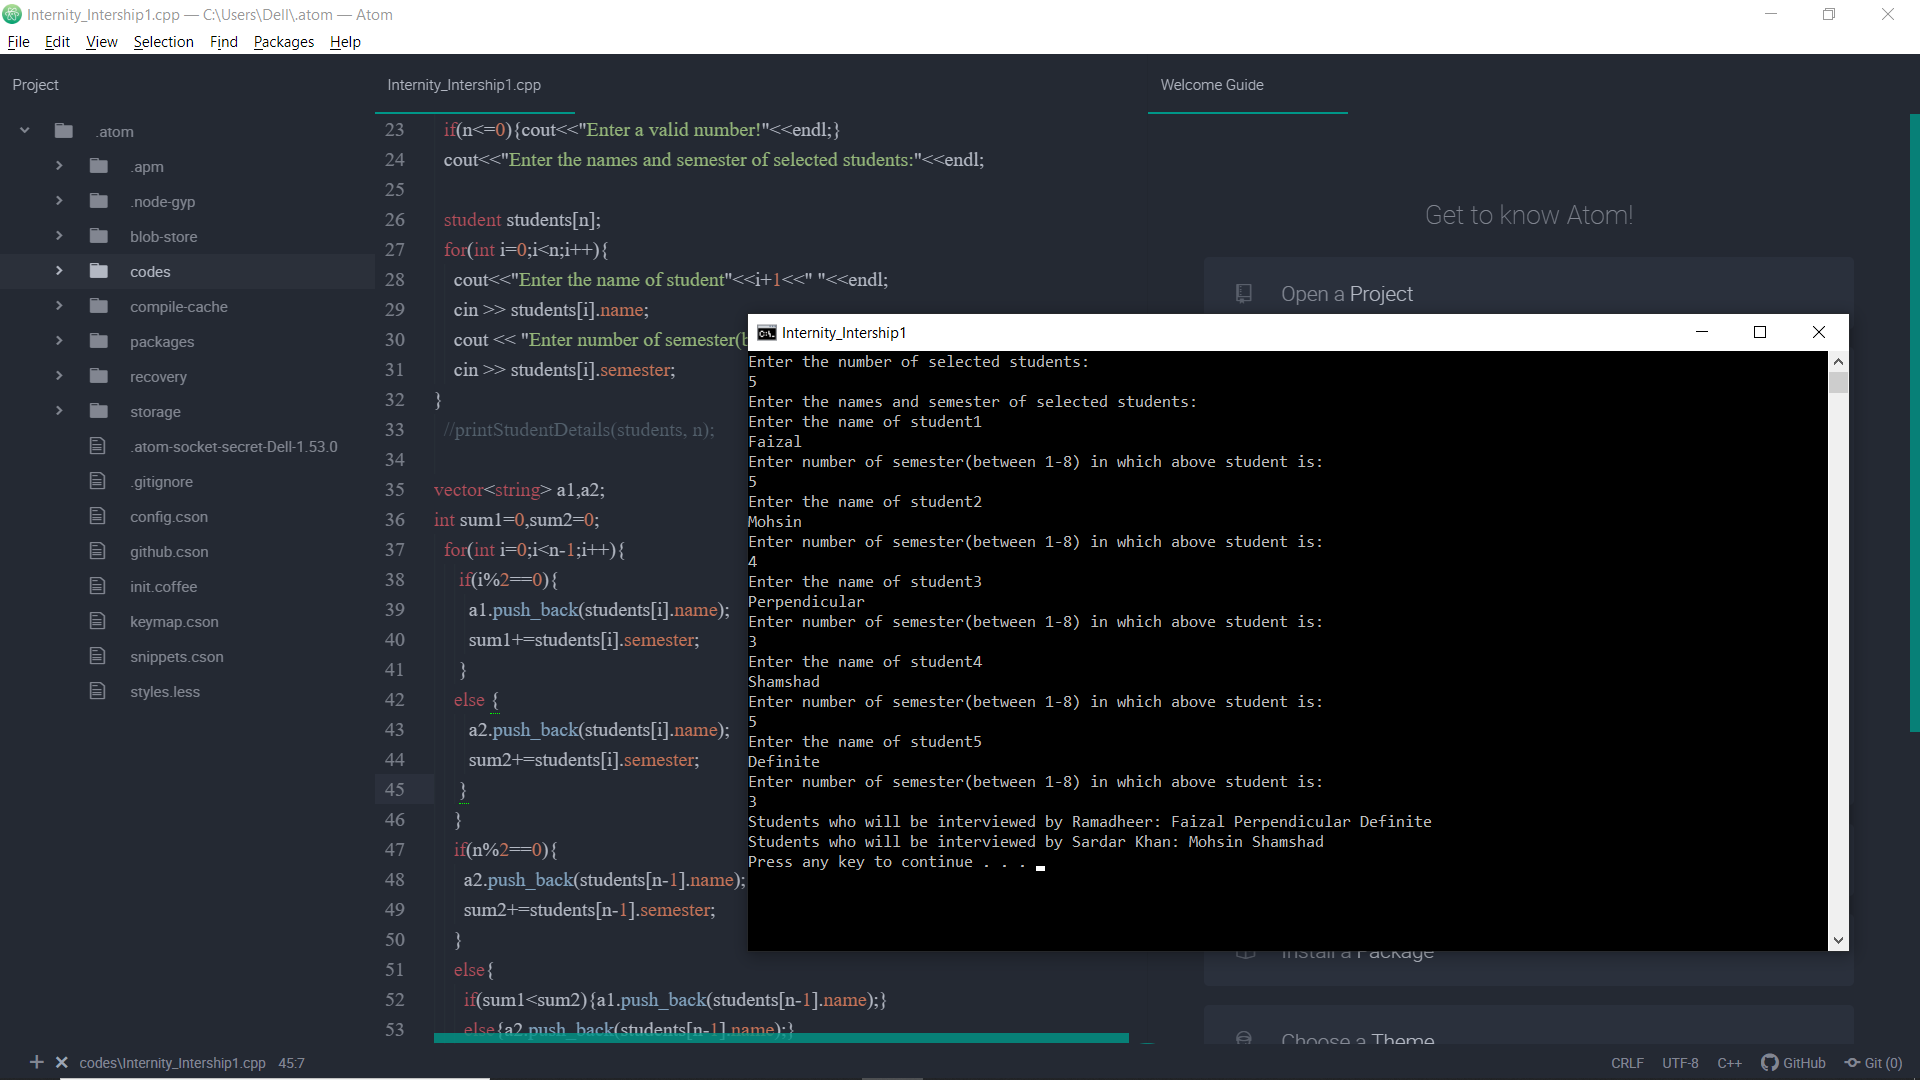 Internity_Intership1.cpp — C:\Users\Dell\.atom — Atom
File Edit View Selection Find Packages Help
Project
.atom
.apm
.node-gyp
blob-store
codes
compile-cache
packages
recovery
storage
.atom-socket-secret-Dell-1.53.0
.gitignore
config.cson
github.cson
init.coffee
keymap.cson
snippets.cson
styles.less
Internity_Intership1.cpp
23 if(n<=0){cout<<"Enter a valid number!"<<endl;}
24 cout<<"Enter the names and semester of selected students:"<<endl;
25
26 student students[n];
27 for(int i=0;i<n;i++){
28 cout<<"Enter the name of student"<<i+1<<" "<<endl;
29 cin >> students[i].name;
30 cout << "Enter number of semester(
31 cin >> students[i].semester;
32 }
33 //printStudentDetails(students, n);
34
35 vector<string> a1,a2;
36 int sum1=0,sum2=0;
37 for(int i=0;i<n-1;i++){
38 if(i%2==0){
39 a1.push_back(students[i].name);
40 sum1+=students[i].semester;
41 }
42 else {
43 a2.push_back(students[i].name);
44 sum2+=students[i].semester;
45 }
46 }
47 if(n%2==0){
48 a2.push_back(students[n-1].name);
49 sum2+=students[n-1].semester;
50 }
51 else{
52 if(sum1<sum2){a1.push_back(students[n-1].name);}
53 else{a2.push_back(students[n-1].name);}
Welcome Guide
Get to know Atom!
Open a Project
Install a Package
Choose a Theme
Internity_Intership1
Enter the number of selected students:
5
Enter the names and semester of selected students:
Enter the name of student1
Faizal
Enter number of semester(between 1-8) in which above student is:
5
Enter the name of student2
Mohsin
Enter number of semester(between 1-8) in which above student is:
4
Enter the name of student3
Perpendicular
Enter number of semester(between 1-8) in which above student is:
3
Enter the name of student4
Shamshad
Enter number of semester(between 1-8) in which above student is:
5
Enter the name of student5
Definite
Enter number of semester(between 1-8) in which above student is:
3
Students who will be interviewed by Ramadheer: Faizal Perpendicular Definite
Students who will be interviewed by Sardar Khan: Mohsin Shamshad
Press any key to continue . . .
codes\Internity_Intership1.cpp 45:7
CRLF UTF-8 C++ GitHub Git (0)